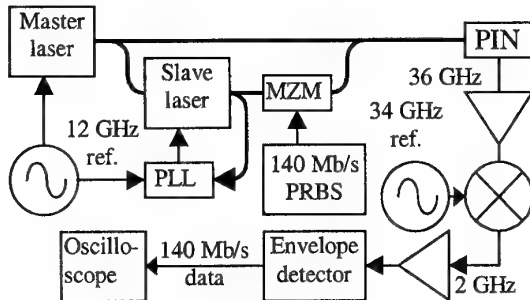 Master
laser
PIN
Slave
laser
MZM
36 GHz
12 GHz
ref.
34 GHz
ref.
PLL
140 Mb/s
PRBS
Oscillo-
scope
140 Mb/s
data
Envelope
detector
2 GHz